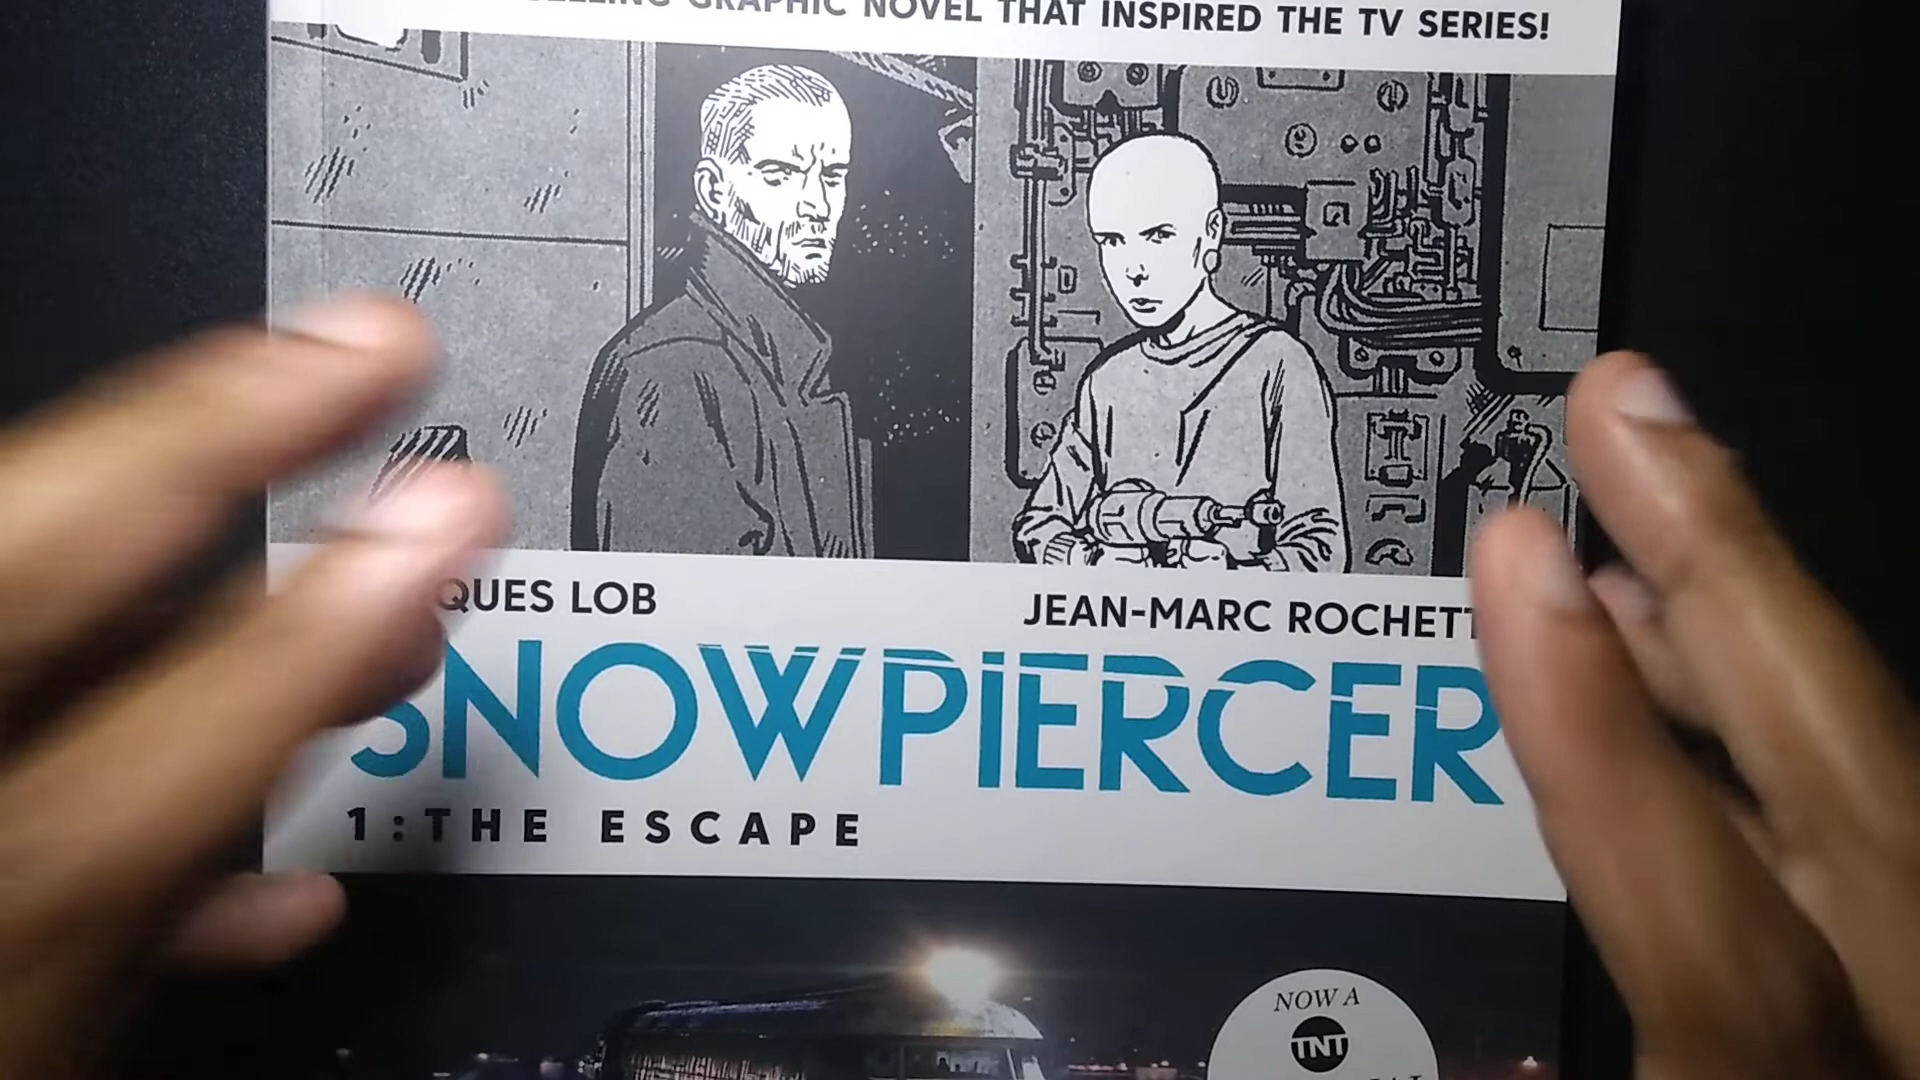 GRAPHIC NOVEL THAT INSPIRED THE TV SERIES!
QUES LOB
JEAN-MARC ROCHETT
SNOWPIERCER
1:THE ESCAPE
NOW A
TNT